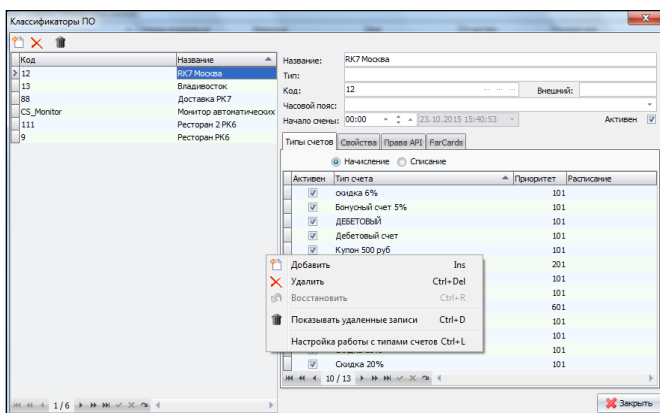 Классификаторы ПО
Код Название
12 RK7 Москва
13 Владивосток
88 Доставка РК7
CS_Monitor Монитор автоматических
111 Ресторан 2 РК6
9 Ресторан РК6
1 / 6
Название: RK7 Москва
Тип:
Код: 12 Внешний:
Часовой пояс:
Начало смены: 00:00 23.10.2015 15:40:53 Активен
Типы счетов Свойства Права API FarCards
Начисление Списание
Активен Тип счета Приоритет Расписание
скидка 6% 101
Бонусный счет 5% 101
ДЕБЕТОВЫЙ 101
Дебетовый счет 101
Купон 500 руб 101
201
101
101
601
101
101
101
Скидка 20% 101
10 / 13
Добавить Ins
Удалить Ctrl+Del
Восстановить Ctrl+R
Показывать удаленные записи Ctrl+D
Настройка работы с типами счетов Ctrl+L
Закрыть